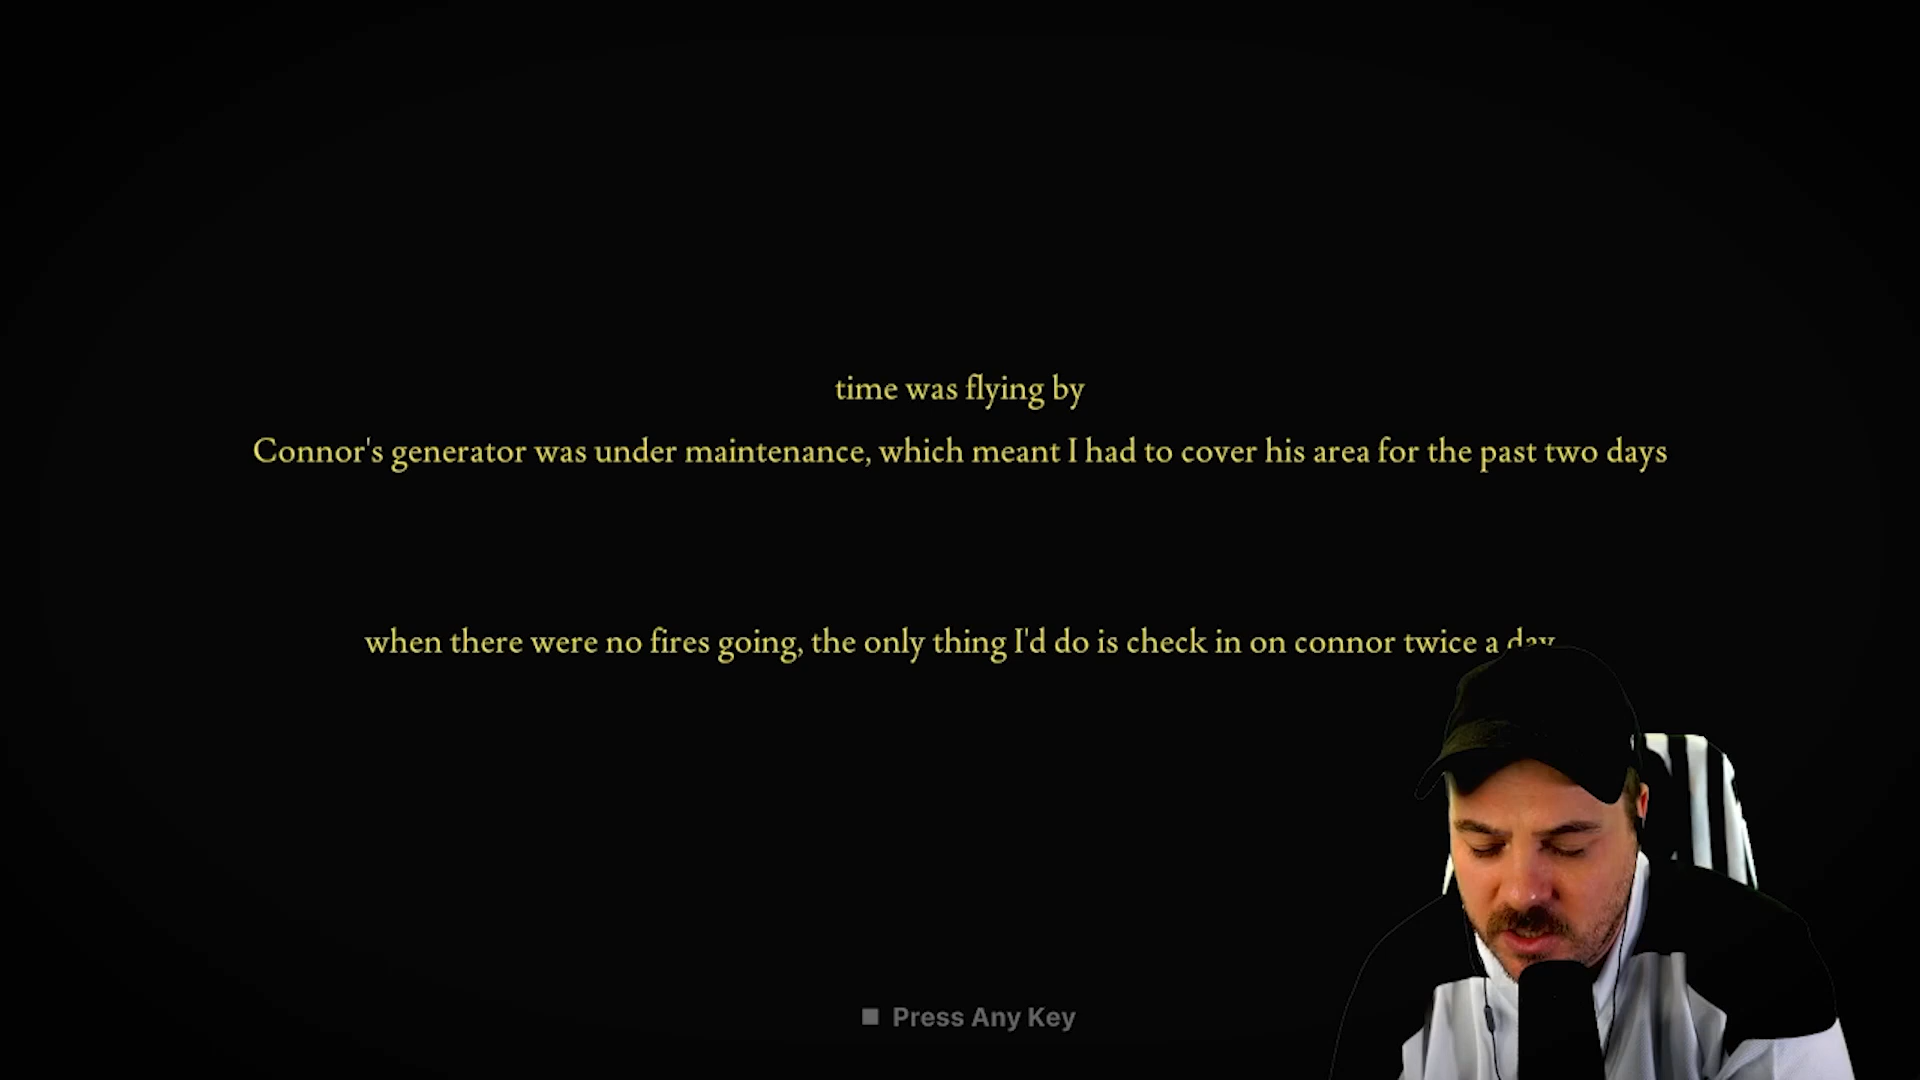 time was flying by
Connor's generator was under maintenance, which meant I had to cover his area for the past two days
when there were no fires going, the only thing I'd do is check in on connor twice a day
Press Any Key